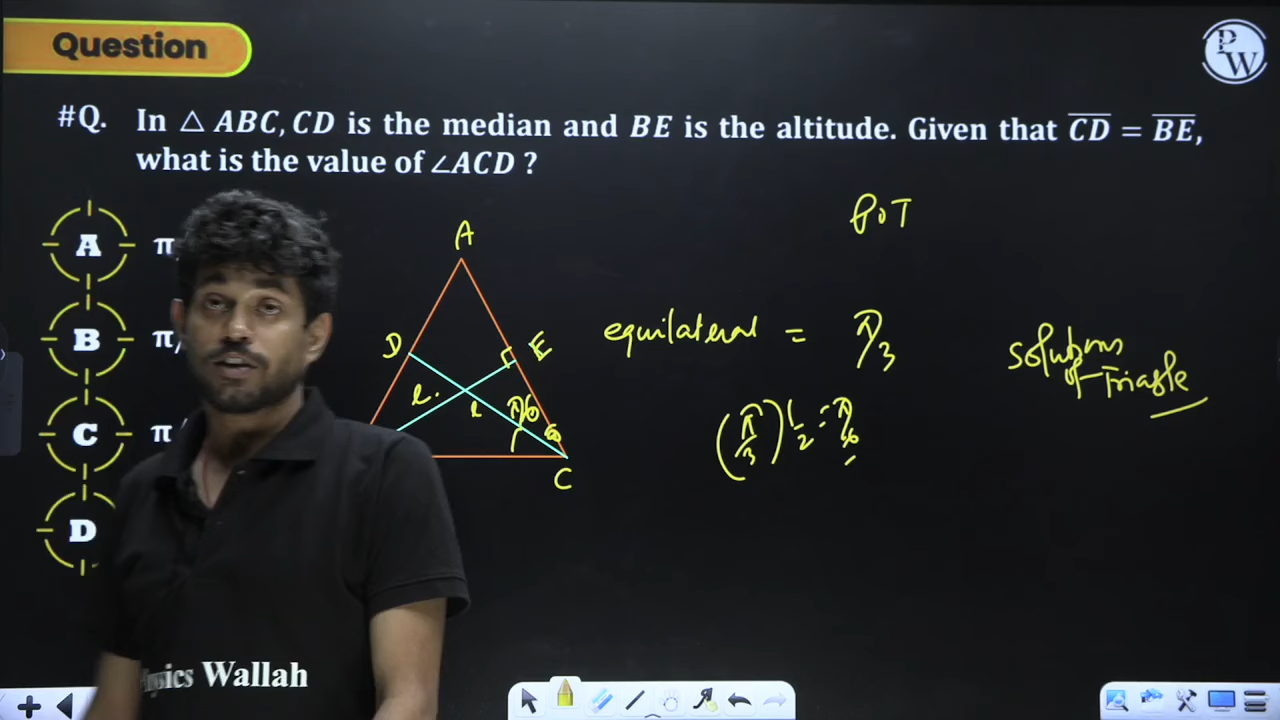 Question
PW
#Q. In △ ABC, CD is the median and BE is the altitude. Given that CD = BE,
what is the value of ∠ACD ?
A π
B π/
C π
D
POT
A
D
E
C
equilateral = π/3
(π/3) 1/2 = π/6
solutions
of Triangle
Physics Wallah